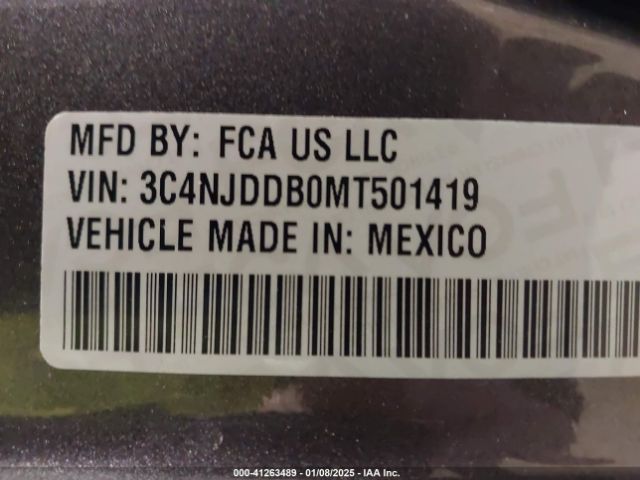 MFD BY: FCA US LLC
VIN: 3C4NJDDB0MT501419
VEHICLE MADE IN: MEXICO
000-41263489 - 01/08/2025 - IAA Inc.